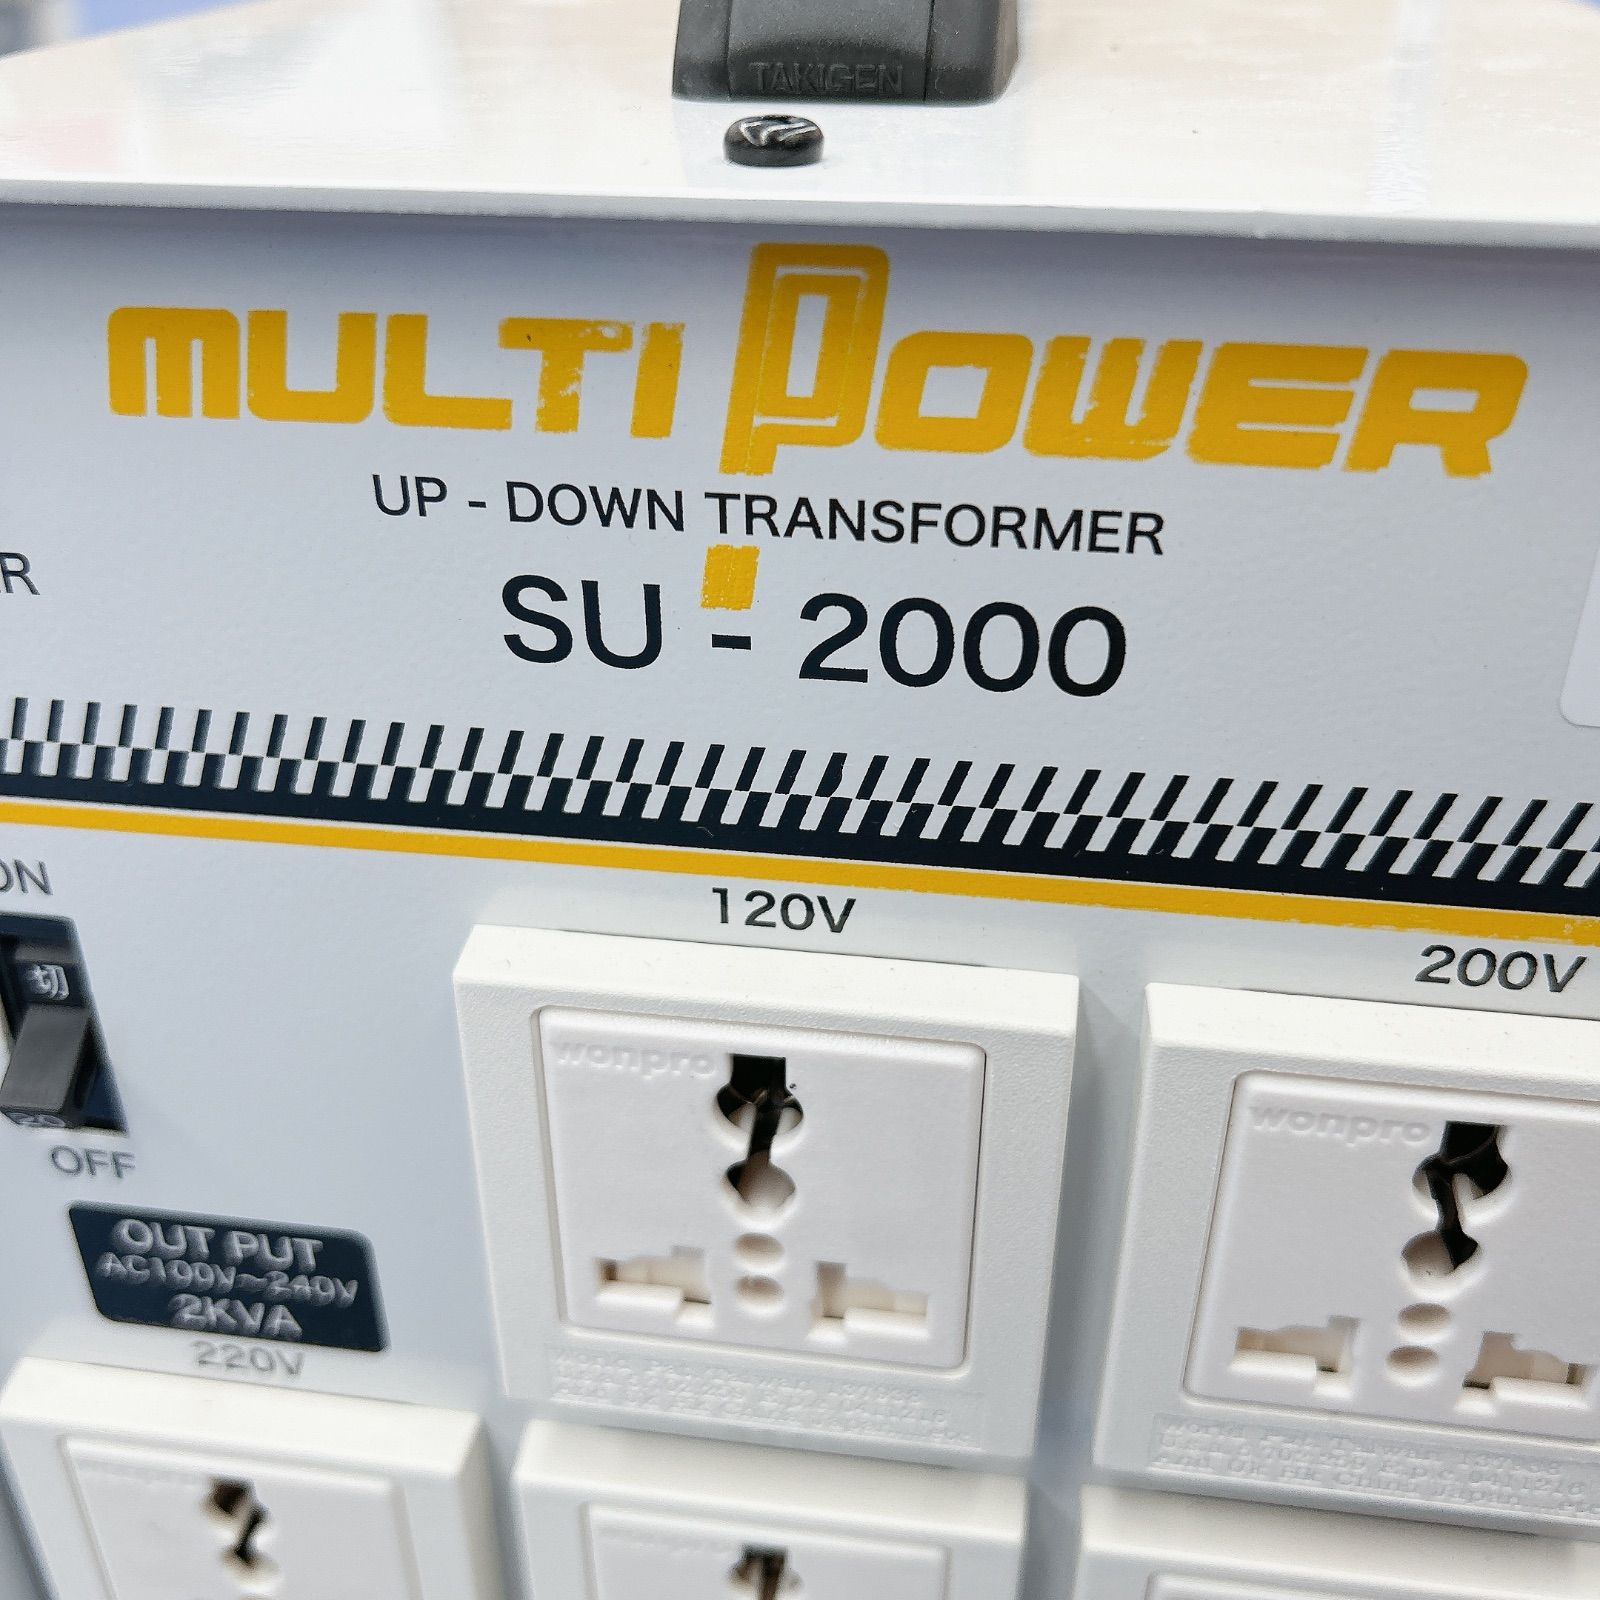 TAKIGEN
MULTI POWER
UP - DOWN TRANSFORMER
SU - 2000
ON
切
20
OFF
120V
200V
OUT PUT
AC100V~240V
2KVA
220V
wonpro
wonpro